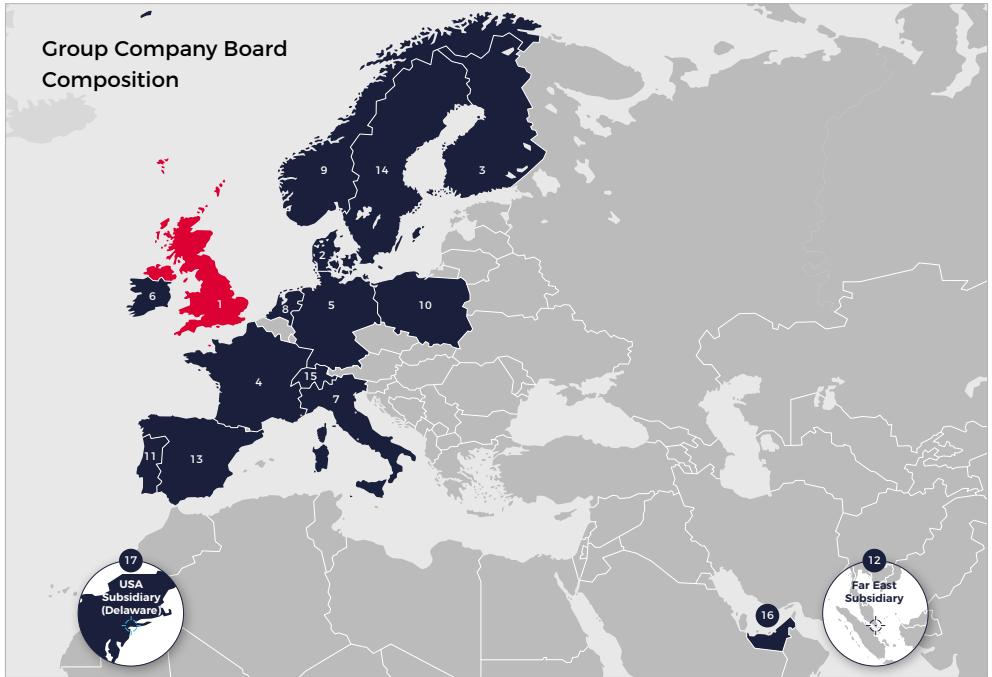 Group Company Board
Composition
9
14
3
2
6
1
8
5
10
15
4
7
11
13
17
USA
Subsidiary
(Delaware)
12
Far East
Subsidiary
16